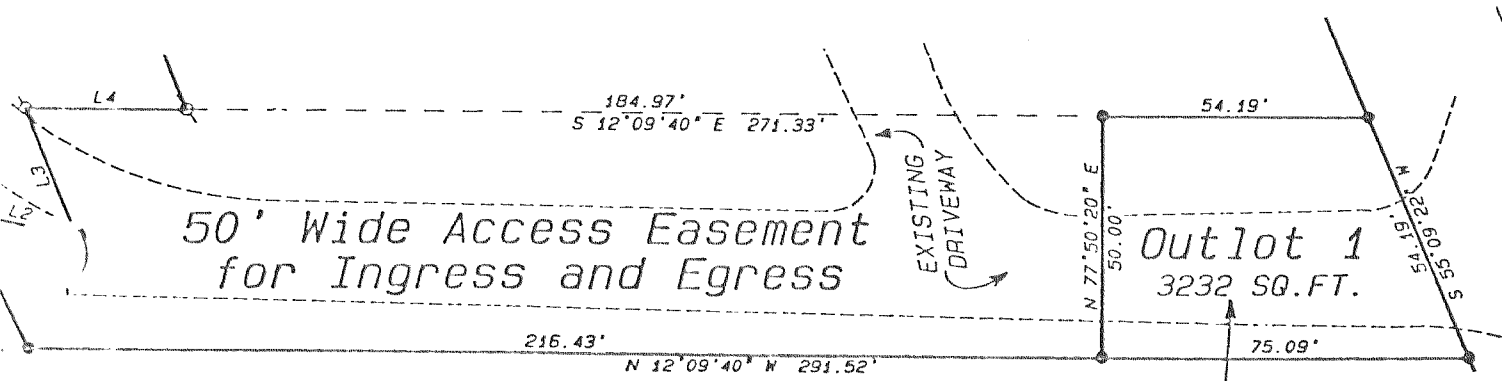 L4
184.97'
S 12°09'40" E 271.33'
54.19'
L3
L2
50' Wide Access Easement
for Ingress and Egress
EXISTING
DRIVEWAY
N 77°50'20" E
50.00'
Outlot 1
3232 SQ.FT.
54.19'
S 55°09'22" W
216.43'
N 12°09'40" W 291.52'
75.09'